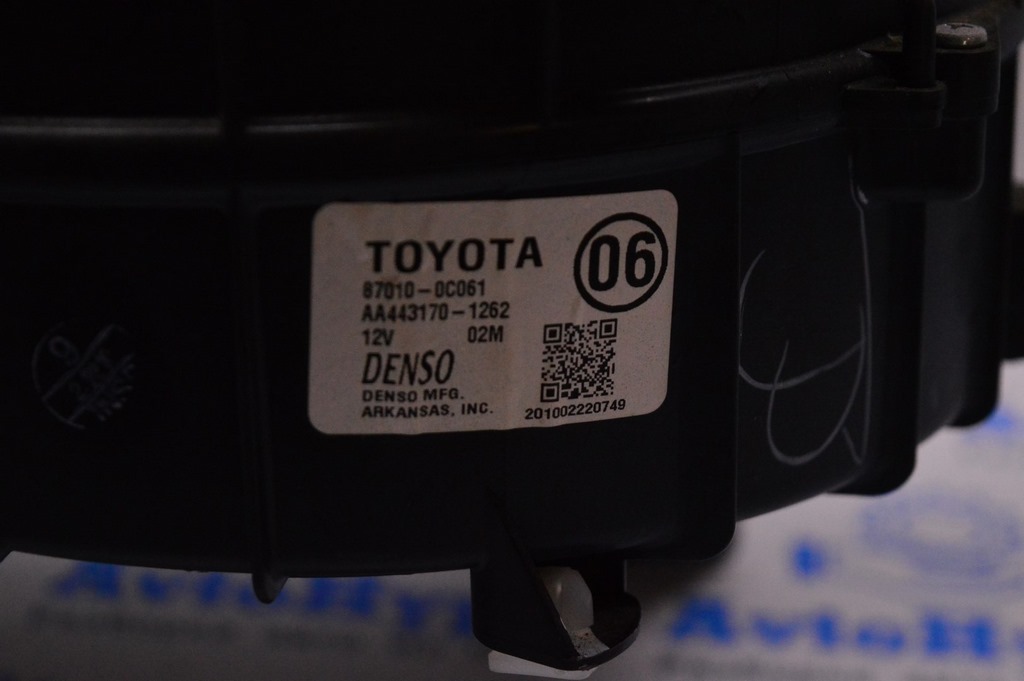 TOYOTA
06
87010-0C061
AA443170-1262
12V 02M
DENSO
DENSO MFG.
ARKANSAS, INC.
201002220749